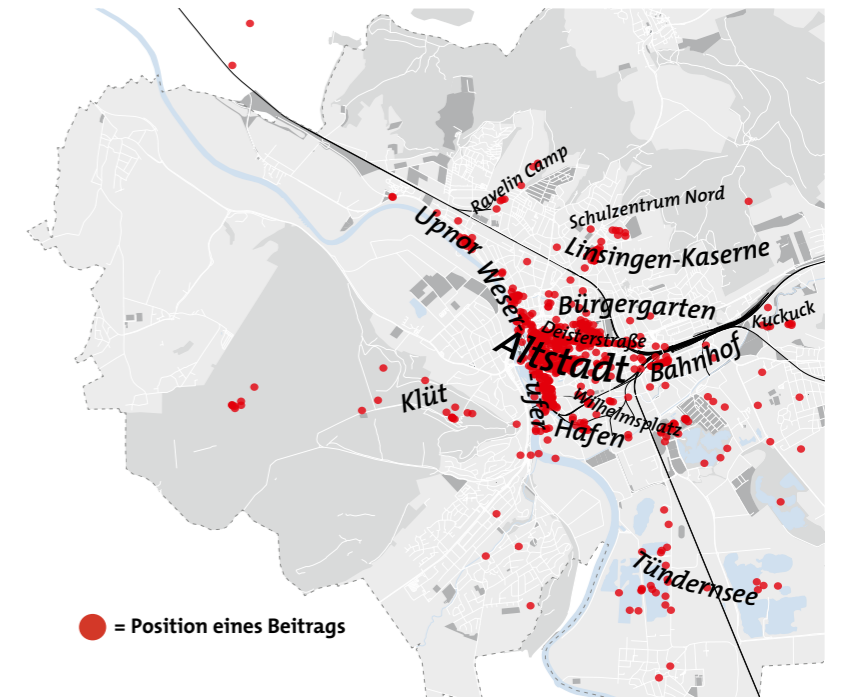 Ravelin Camp
Schulzentrum Nord
Upnor
Linsingen-Kaserne
Weser-
Bürgergarten
Kuckuck
Deisterstraße
Altstadt
Bahnhof
Klüt
ufer
Wilhelmsplatz
Hafen
Tündernsee
= Position eines Beitrags